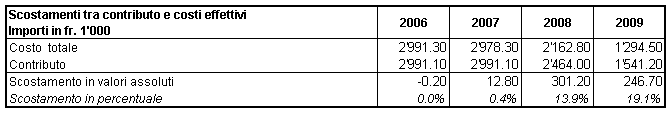 Scostamenti tra contributo e costi effettivi
Importi in fr. 1'000 2006 2007 2008 2009
Costo totale 2'991.30 2'978.30 2'162.80 1'294.50
Contributo 2'991.10 2'991.10 2'464.00 1'541.20
Scostamento in valori assoluti -0.20 12.80 301.20 246.70
Scostamento in percentuale 0.0% 0.4% 13.9% 19.1%